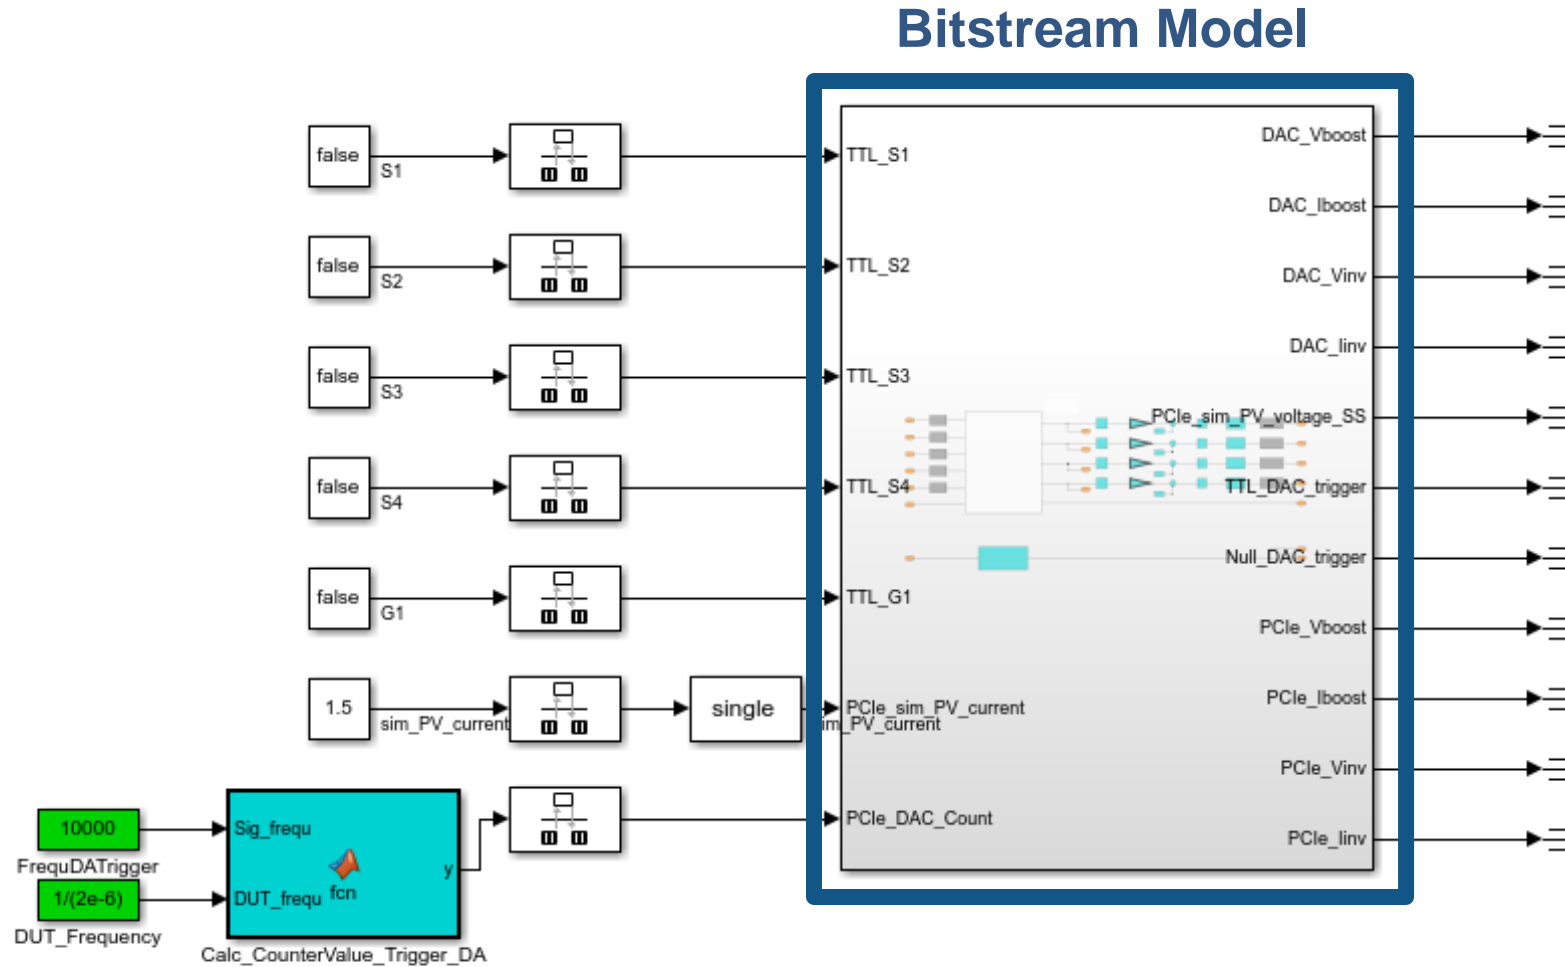 Bitstream Model
false
S1
TTL_S1
DAC_Vboost
DAC_Iboost
false
S2
TTL_S2
DAC_Vinv
DAC_Iinv
false
S3
TTL_S3
PCIe_sim_PV_voltage_SS
false
S4
TTL_S4
TTL_DAC_trigger
Null_DAC_trigger
false
G1
TTL_G1
PCIe_Vboost
1.5
sim_PV_current
single
PCIe_sim_PV_current
im_PV_current
PCIe_Iboost
PCIe_Vinv
10000
FrequDATrigger
1/(2e-6)
DUT_Frequency
Sig_frequ
DUT_frequ
fcn
y
Calc_CounterValue_Trigger_DA
PCIe_DAC_Count
PCIe_Iinv